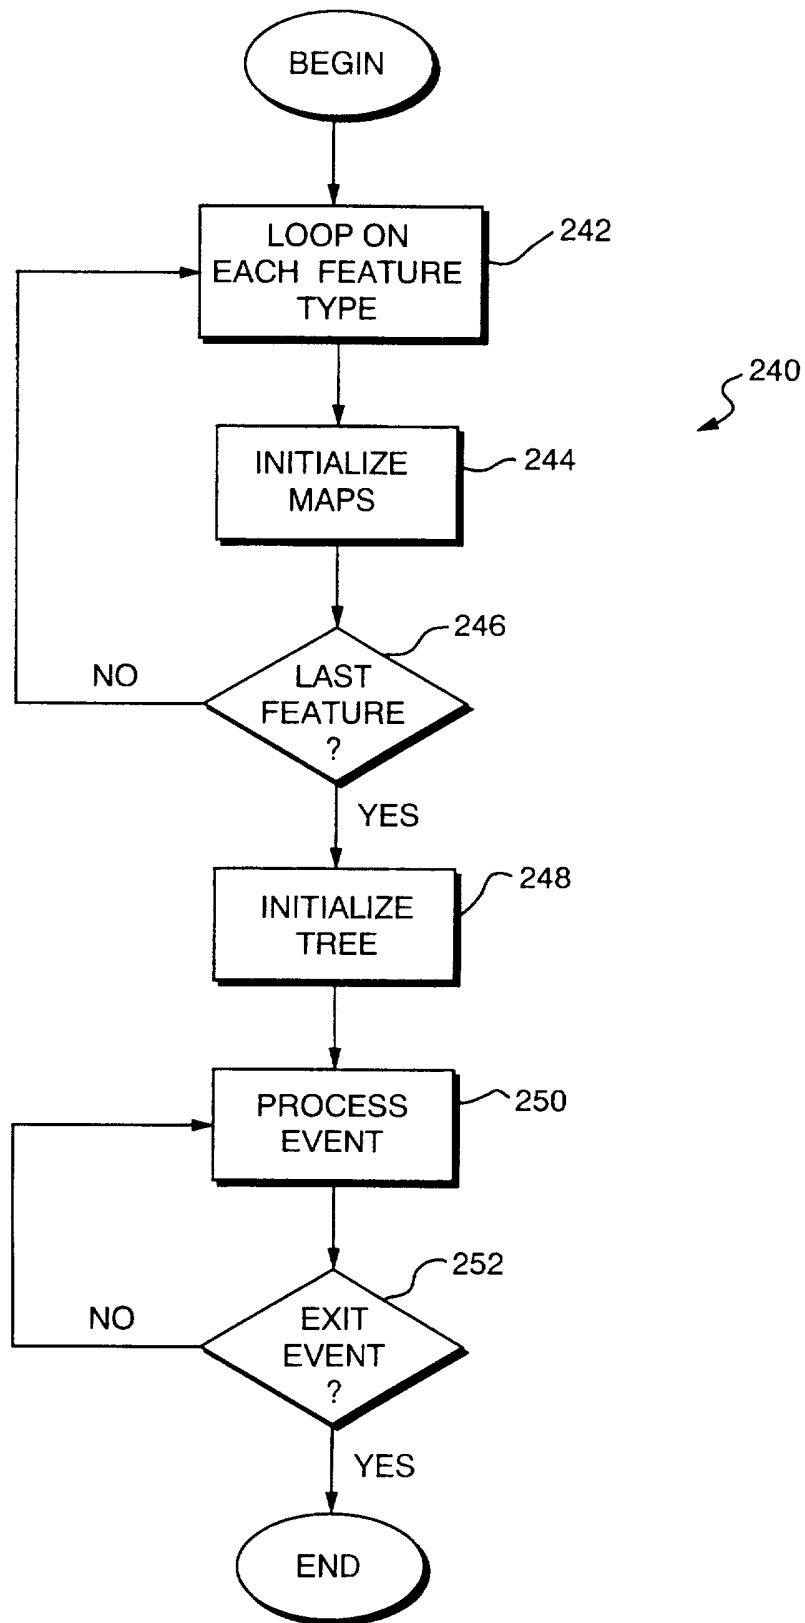 BEGIN
LOOP ON
EACH FEATURE
TYPE
242
240
INITIALIZE
MAPS
244
246
LAST
FEATURE
?
NO
YES
INITIALIZE
TREE
248
PROCESS
EVENT
250
252
EXIT
EVENT
?
NO
YES
END